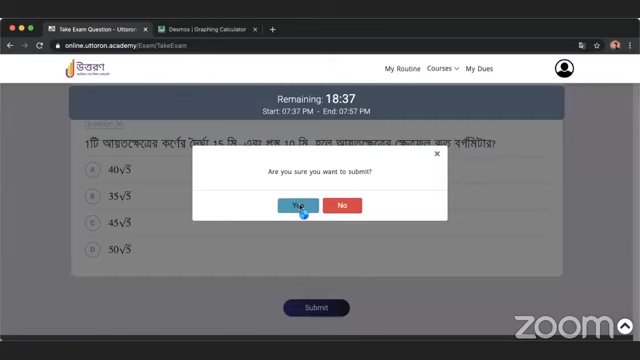 Take Exam Question - Uttoron.
Desmos | Graphing Calculator
online.uttoron.academy/Exam/TakeExam
উত্তরণ
My Routine
Courses
My Dues
Remaining: 18:37
Start: 07:37 PM - End: 07:57 PM
Question 30
1টি আয়তক্ষেত্রের কর্ণের দৈর্ঘ্য 15 মি. এবং প্রস্থ 10 মি. হলে আয়তক্ষেত্রের ক্ষেত্রফল কত বর্গমিটার?
Are you sure you want to submit?
Yes
No
A 40√5
B 35√5
C 45√5
D 50√5
Submit
zoom